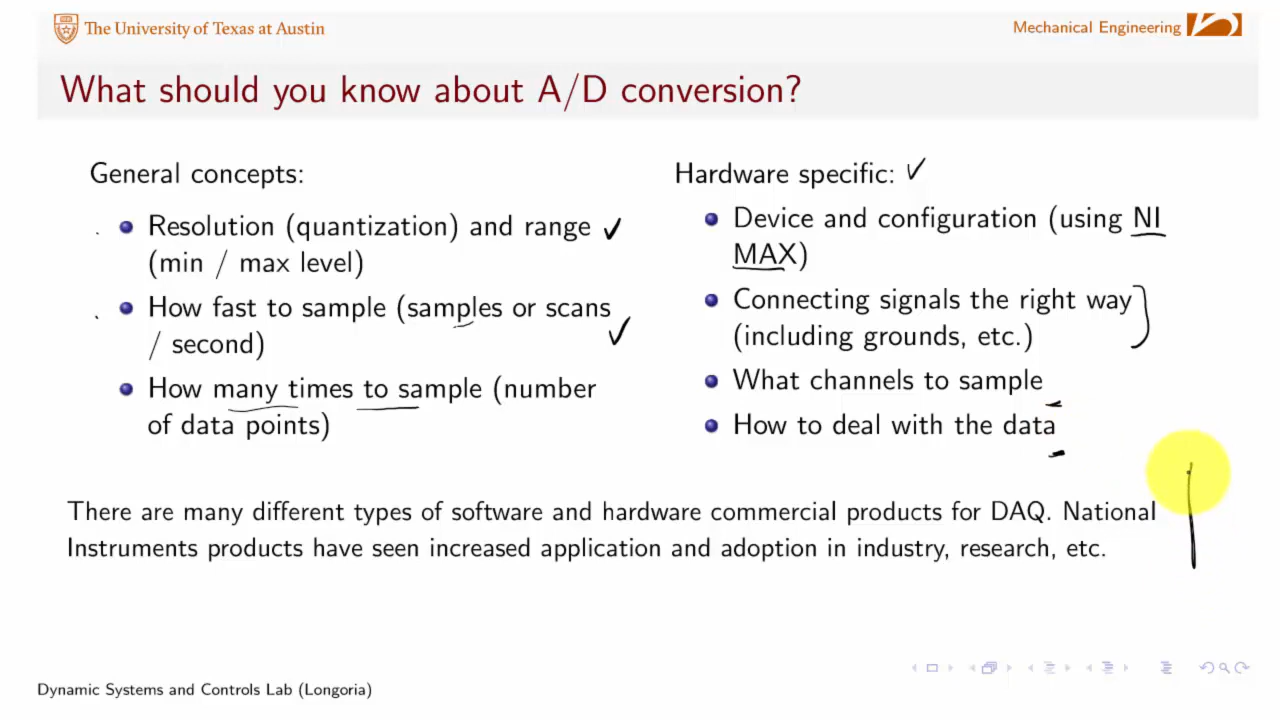 The University of Texas at Austin
Mechanical Engineering
What should you know about A/D conversion?
General concepts:
Resolution (quantization) and range
(min / max level)
How fast to sample (samples or scans
/ second)
How many times to sample (number
of data points)
Hardware specific:
Device and configuration (using NI
MAX)
Connecting signals the right way
(including grounds, etc.)
What channels to sample
How to deal with the data
There are many different types of software and hardware commercial products for DAQ. National
Instruments products have seen increased application and adoption in industry, research, etc.
Dynamic Systems and Controls Lab (Longoria)